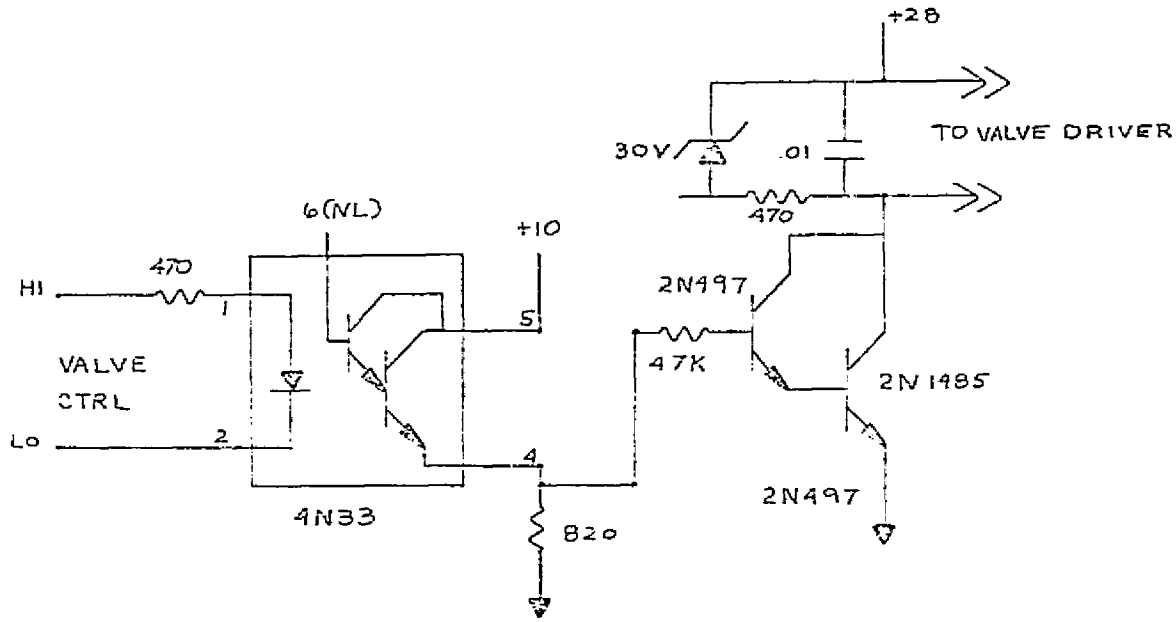 +28
TO VALVE DRIVER
30V
.01
470
6(NL)
+10
470
HI
1
5
2N497
47K
VALVE
CTRL
2N1485
LO
2
4
2N497
4N33
820